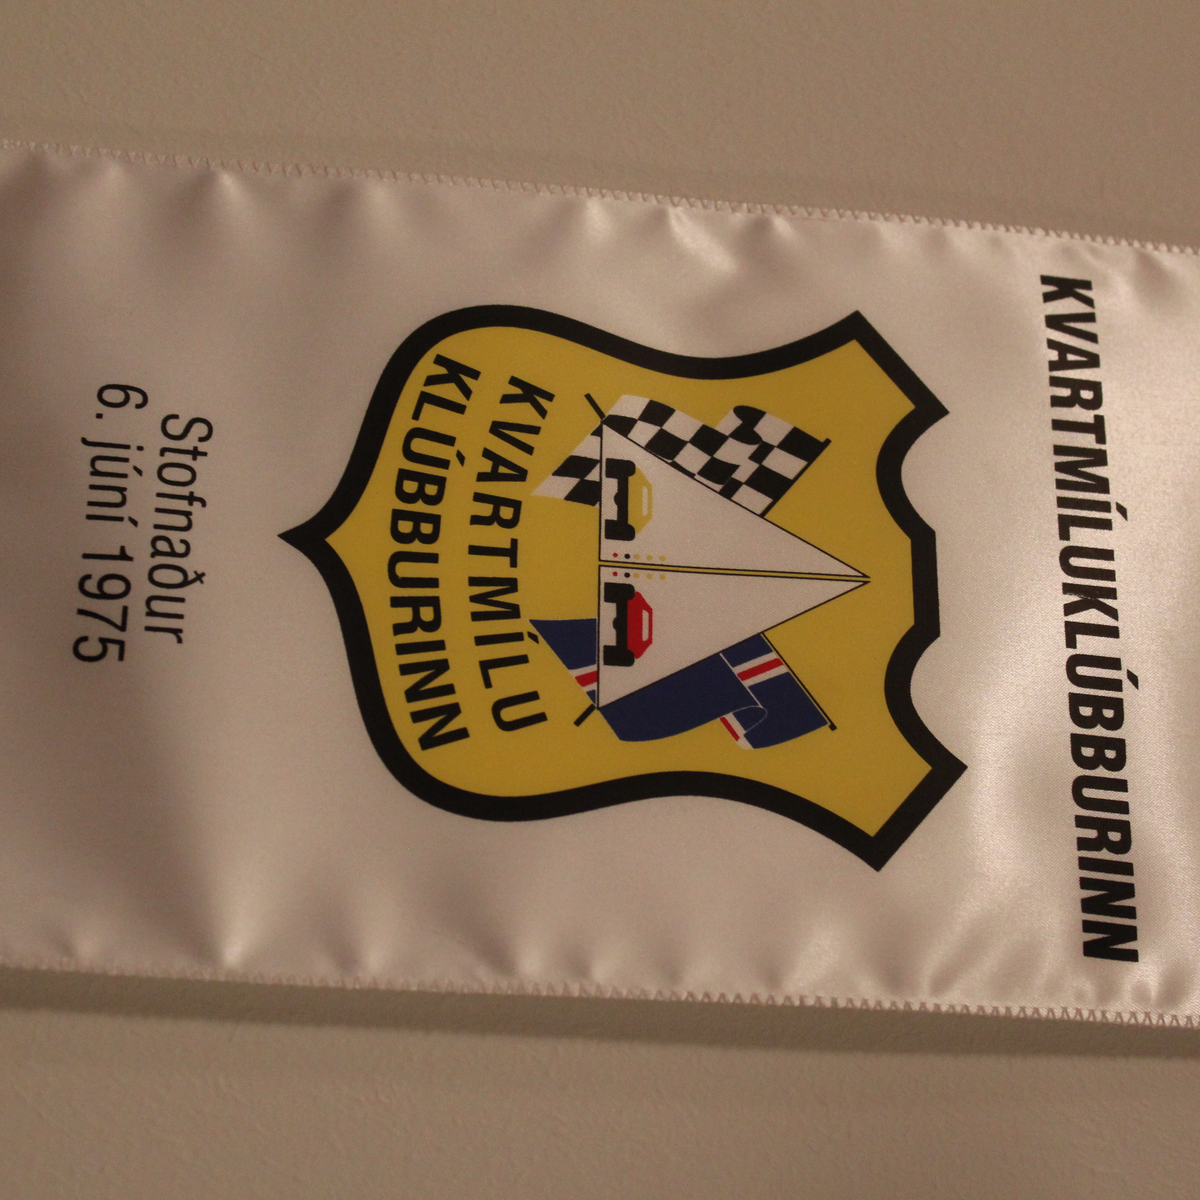 KVARTMÍLUKLÚBBURINN
KVARTMÍLU
KLÚBBURINN
Stofnaður
6. júní 1975